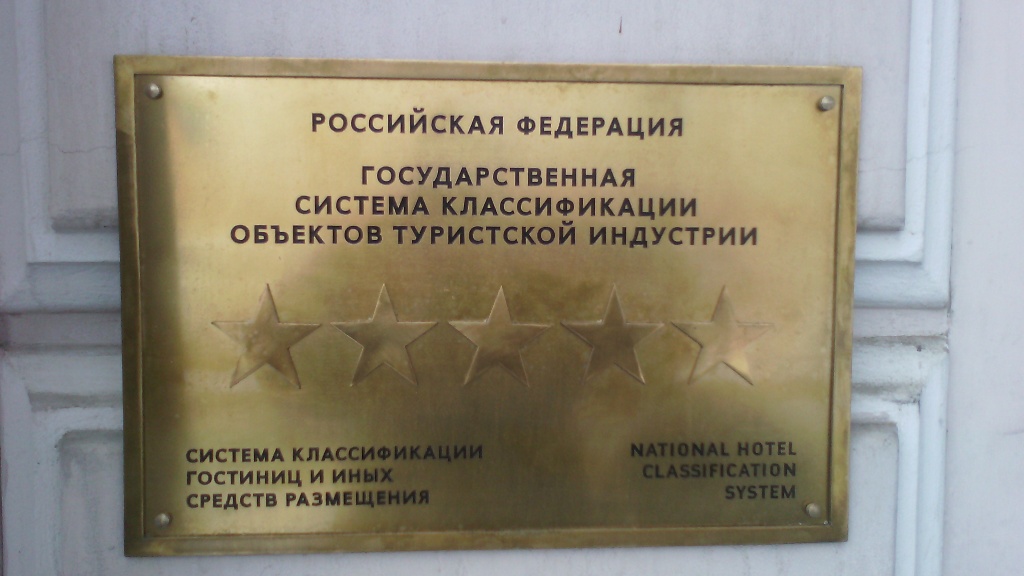 РОССИЙСКАЯ ФЕДЕРАЦИЯ
ГОСУДАРСТВЕННАЯ
СИСТЕМА КЛАССИФИКАЦИИ
ОБЪЕКТОВ ТУРИСТСКОЙ ИНДУСТРИИ
СИСТЕМА КЛАССИФИКАЦИИ
ГОСТИНИЦ И ИНЫХ
СРЕДСТВ РАЗМЕЩЕНИЯ
NATIONAL HOTEL
CLASSIFICATION
SYSTEM